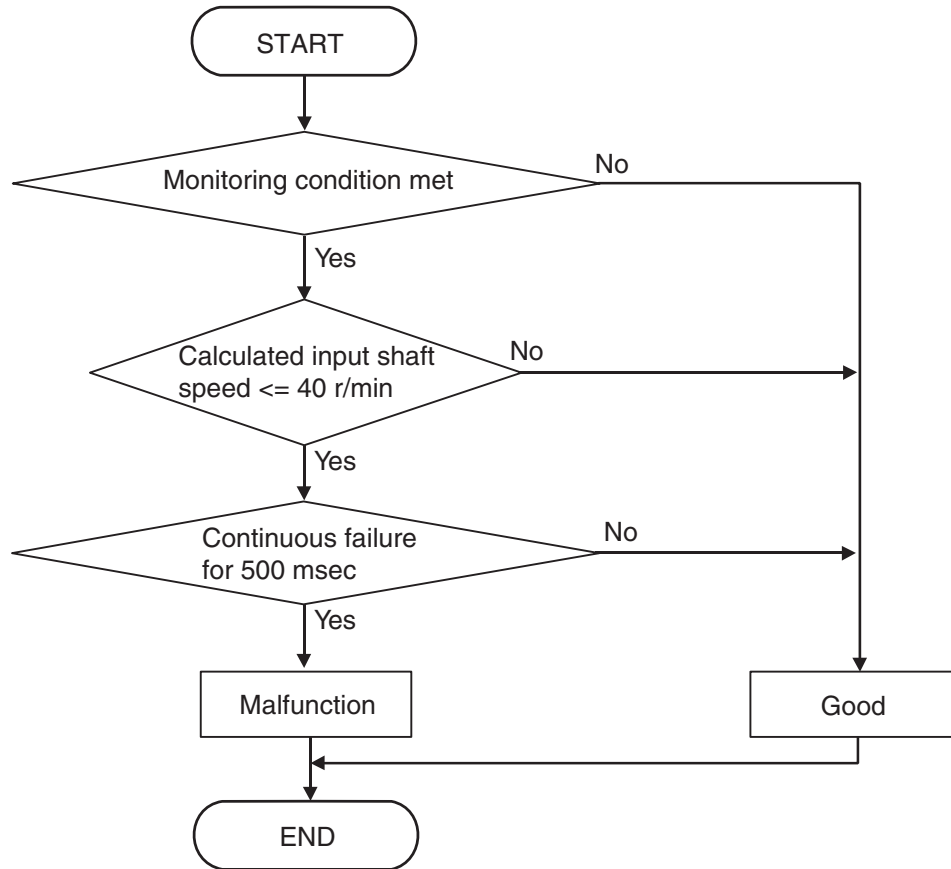 START
Monitoring condition met
No
Yes
Calculated input shaft
speed <= 40 r/min
No
Yes
Continuous failure
for 500 msec
No
Yes
Malfunction
Good
END